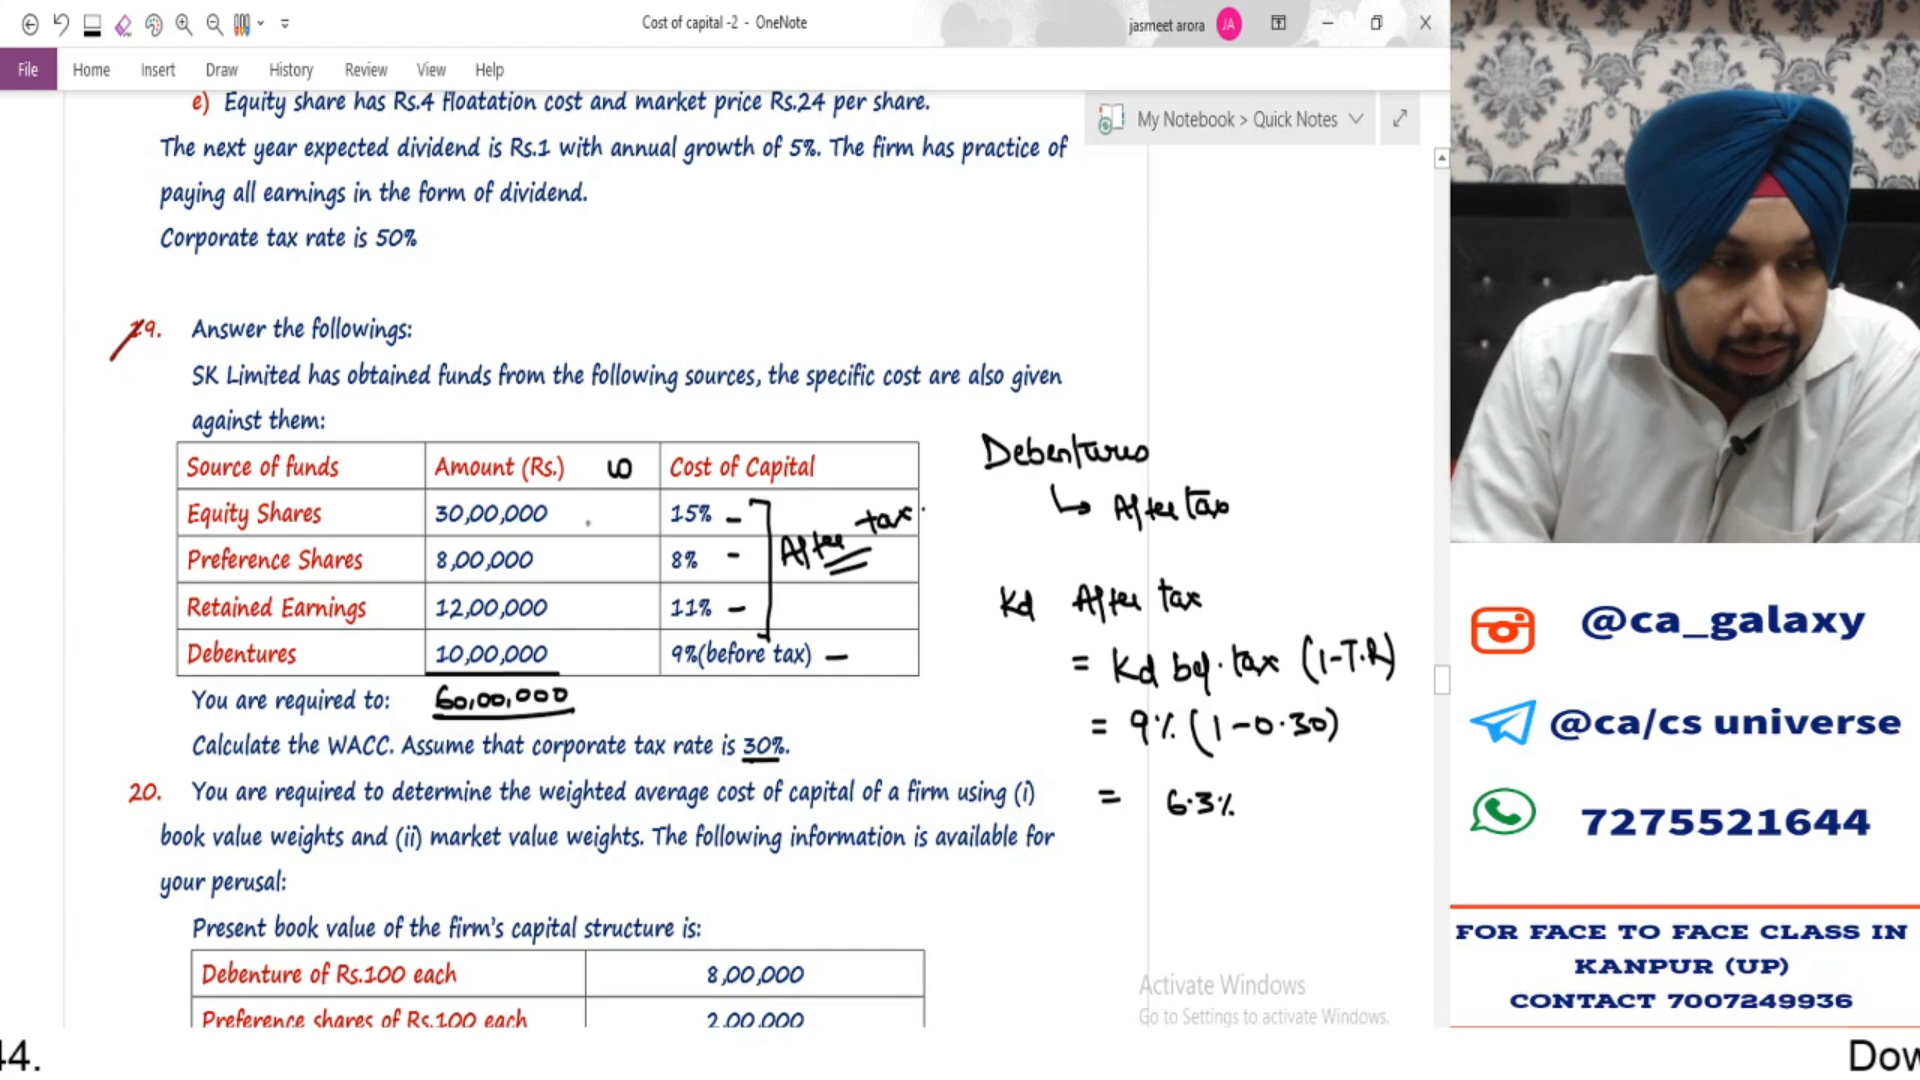 Cost of capital -2 - OneNote
jasmeet arora
JA
File Home Insert Draw History Review View Help
My Notebook > Quick Notes
e) Equity share has Rs.4 floatation cost and market price Rs.24 per share.
The next year expected dividend is Rs.1 with annual growth of 5%. The firm has practice of
paying all earnings in the form of dividend.
Corporate tax rate is 50%
19. Answer the followings:
SK Limited has obtained funds from the following sources, the specific cost are also given
against them:
Source of funds Amount (Rs.) Cost of Capital
Equity Shares 30,00,000 15% -
Preference Shares 8,00,000 8% -
Retained Earnings 12,00,000 11% -
Debentures 10,00,000 9%(before tax) -
After tax
60,00,000
You are required to:
Calculate the WACC. Assume that corporate tax rate is 30%.
Debentures
After tax
Kd After tax
= Kd bef. tax (1-T.R)
= 9% (1-0.30)
= 6.3%
20. You are required to determine the weighted average cost of capital of a firm using (i)
book value weights and (ii) market value weights. The following information is available for
your perusal:
Present book value of the firm's capital structure is:
Debenture of Rs.100 each 8,00,000
Preference shares of Rs.100 each 2,00,000
Activate Windows
Go to Settings to activate Windows.
@ca_galaxy
@ca/cs universe
7275521644
FOR FACE TO FACE CLASS IN
KANPUR (UP)
CONTACT 7007249936
44.
Dow